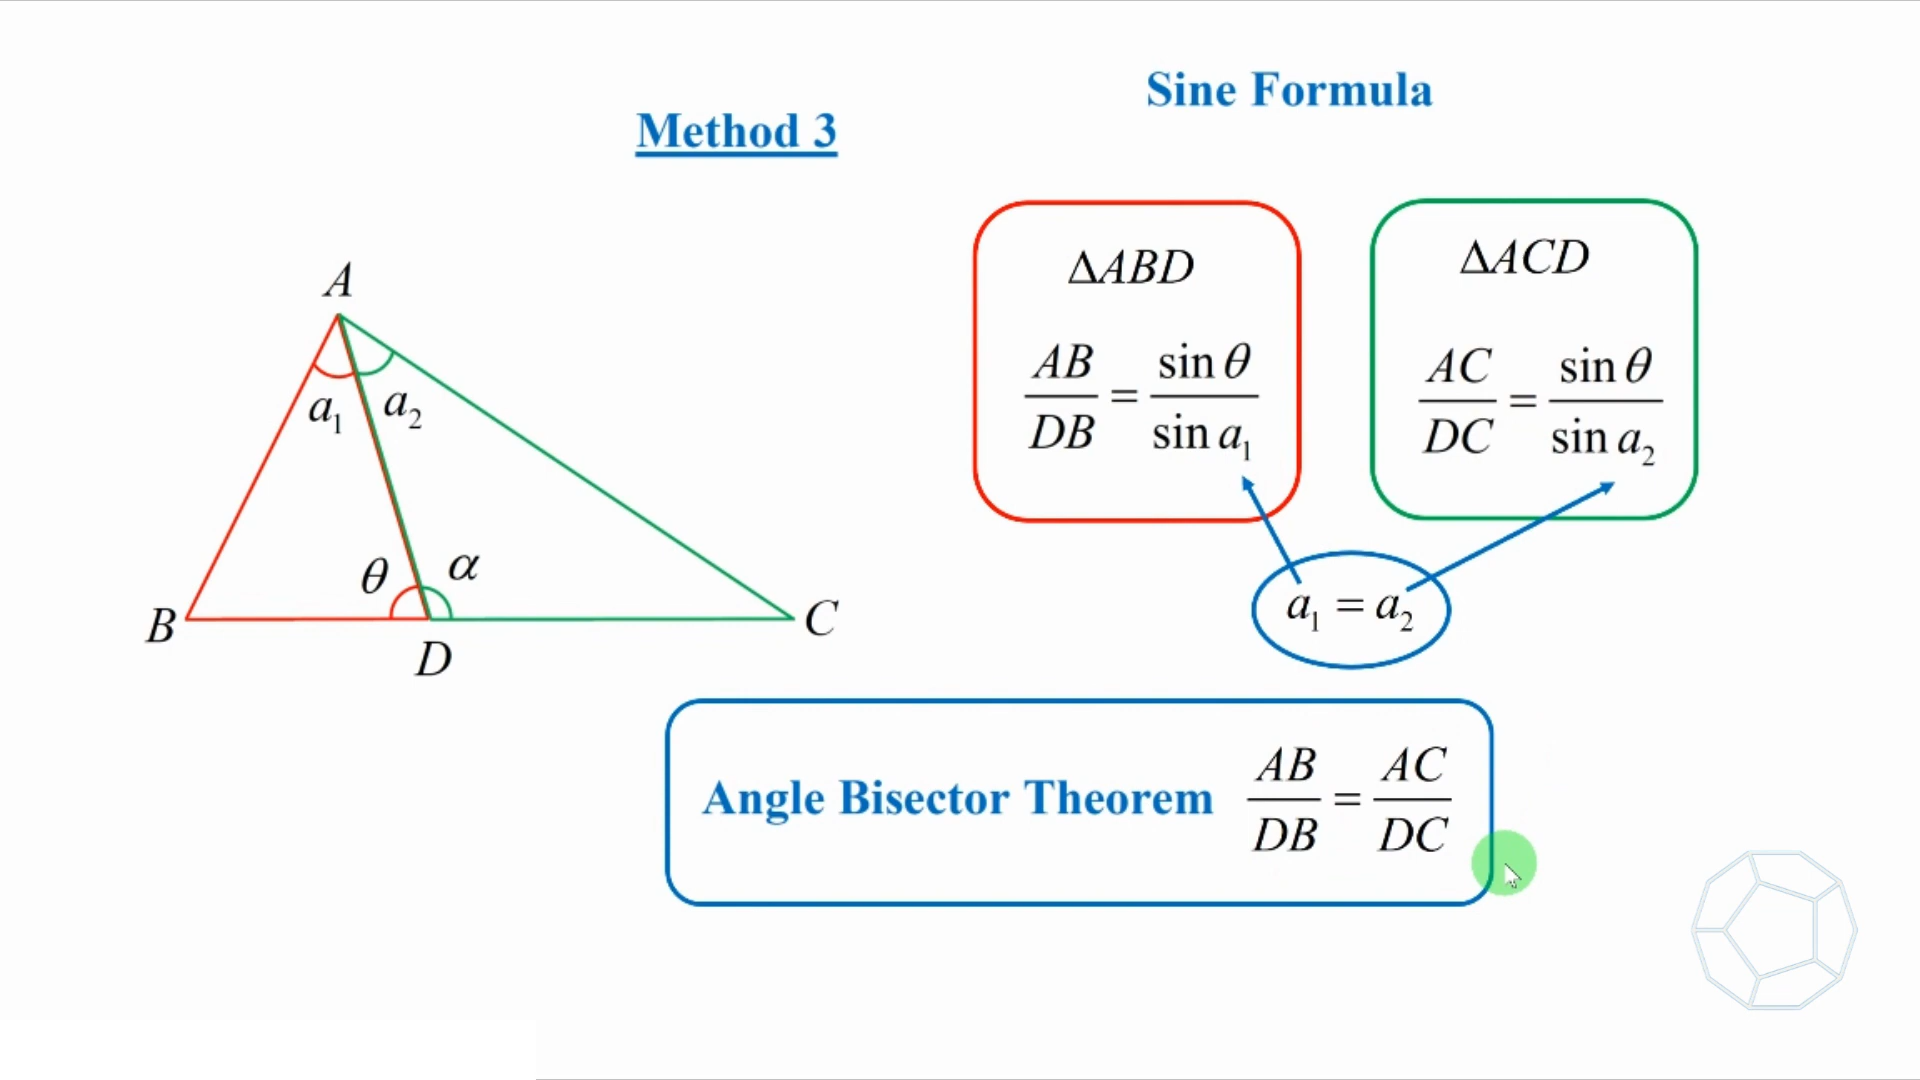 Sine Formula
Method 3
A
a₁ a₂
θ α
B
D
C
ΔABD
AB/DB = sin θ/sin a₁
ΔACD
AC/DC = sin θ/sin a₂
a₁ = a₂
Angle Bisector Theorem AB/DB = AC/DC